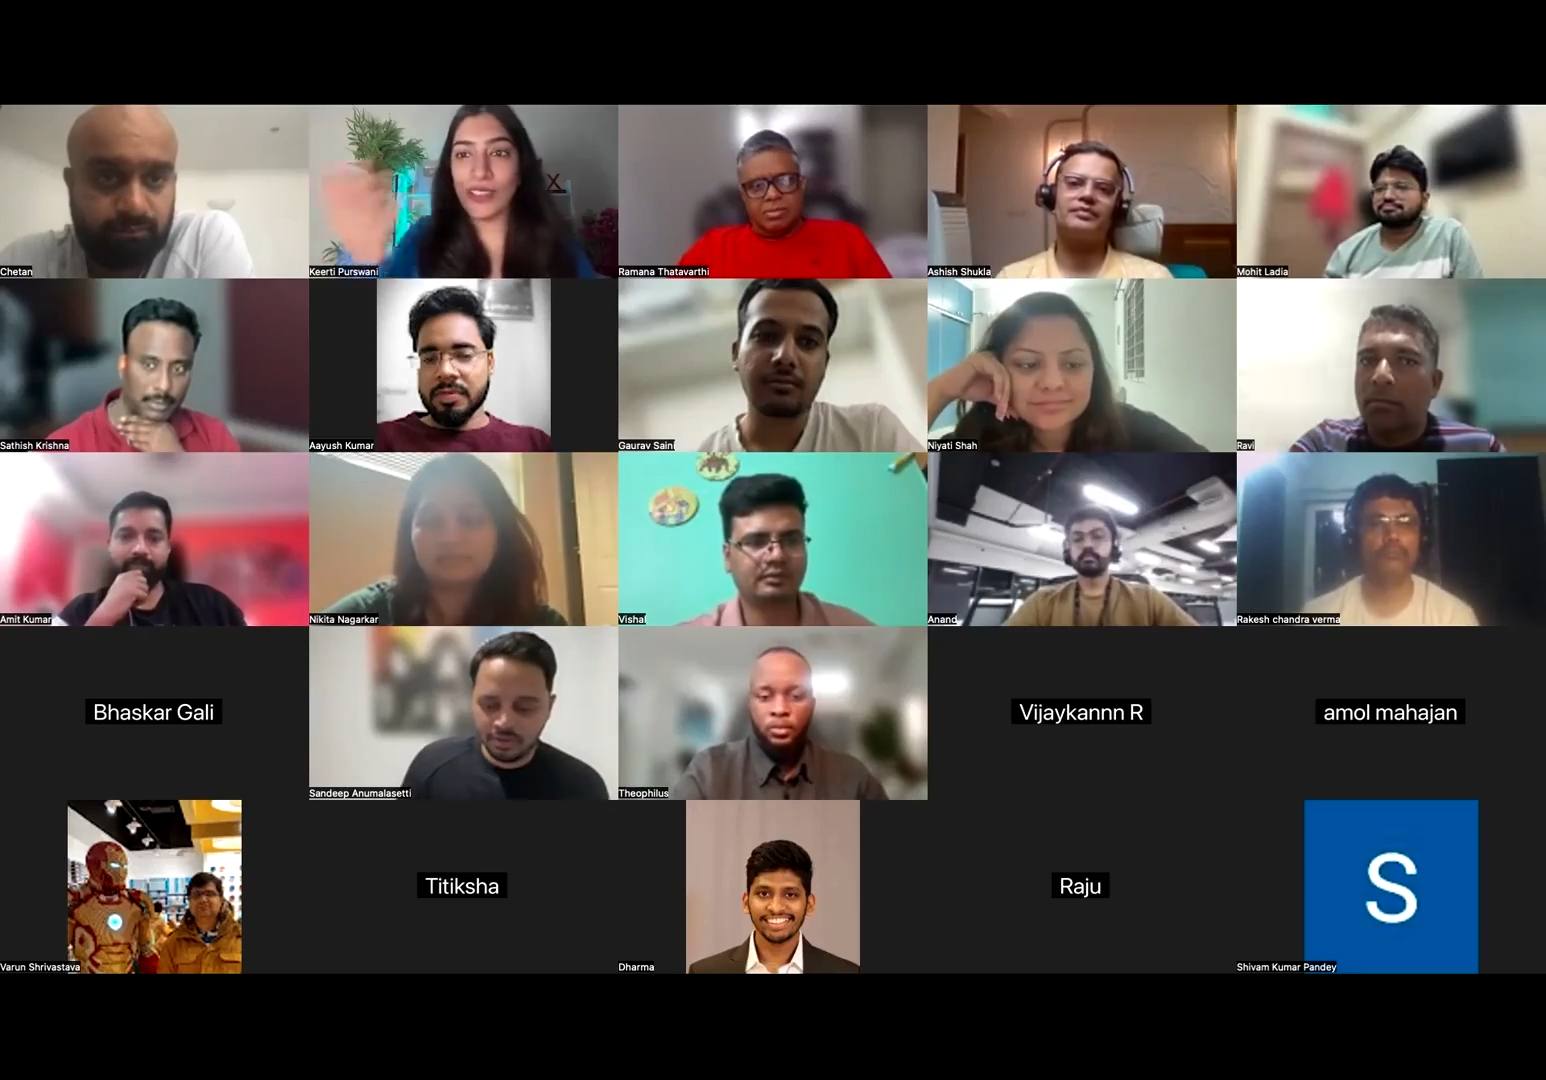 Chetan
Keerti Purswani
Ramana Thatavarthi
Ashish Shukla
Mohit Ladia
Sathish Krishna
Aayush Kumar
Gaurav Saini
Niyati Shah
Ravi
Amit Kumar
Nikita Nagarkar
Vishal
Anand
Rakesh chandra verma
Bhaskar Gali
Sandeep Anumalasetti
Theophilus
Vijaykannn R
amol mahajan
Varun Shrivastava
Titiksha
Dharma
Raju
S
Shivam Kumar Pandey